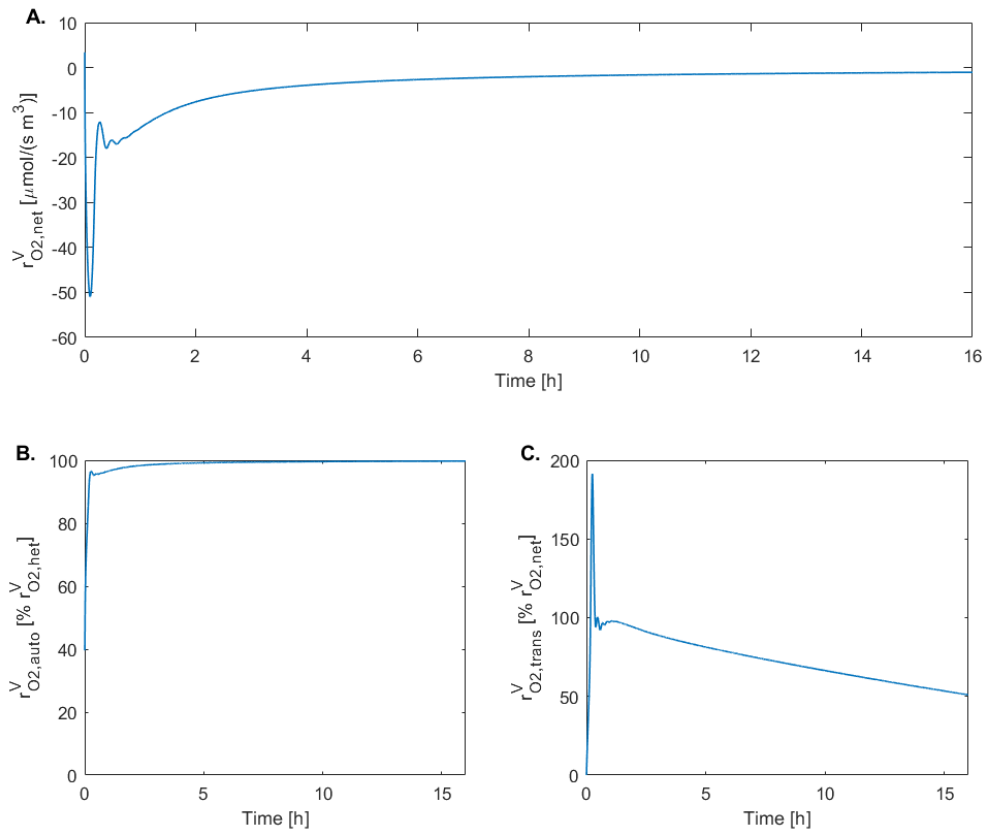 A.
10
0
-10
-20
-30
-40
-50
-60
r^V_O2,net [μmol/(s m^3)]
0 2 4 6 8 10 12 14 16
Time [h]
B.
100
80
60
40
20
0
r^V_O2,auto [% r^V_O2,het]
0 5 10 15
Time [h]
C.
200
150
100
50
0
r^V_O2,trans [% r^V_O2,net]
0 5 10 15
Time [h]